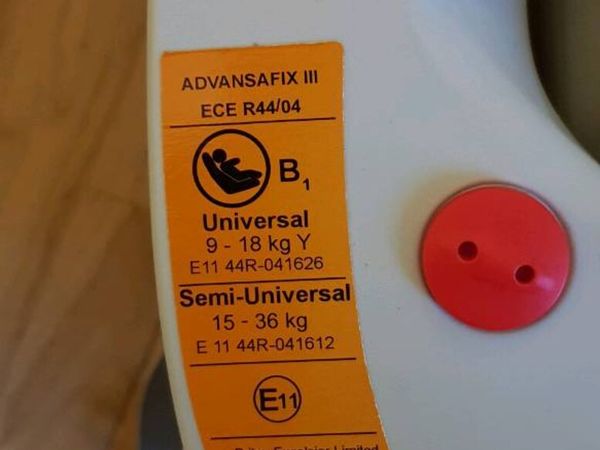 ADVANSAFIX III
ECE R44/04
B1
Universal
9 - 18 kg Y
E11 44R-041626
Semi-Universal
15 - 36 kg
E 11 44R-041612
E11
Limited